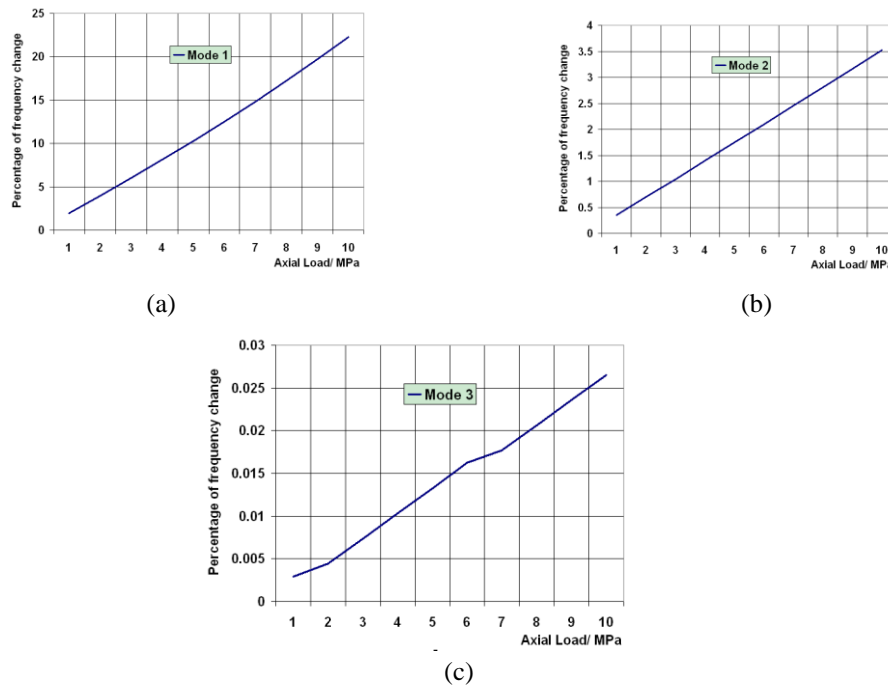 Percentage of frequency change
25
20
15
10
5
0
Mode 1
1 2 3 4 5 6 7 8 9 10
Axial Load/ MPa
(a)
Percentage of frequency change
4
3.5
3
2.5
2
1.5
1
0.5
0
Mode 2
1 2 3 4 5 6 7 8 9 10
Axial Load/ MPa
(b)
Percentage of frequency change
0.03
0.025
0.02
0.015
0.01
0.005
0
Mode 3
1 2 3 4 5 6 7 8 9 10
Axial Load/ MPa
(c)